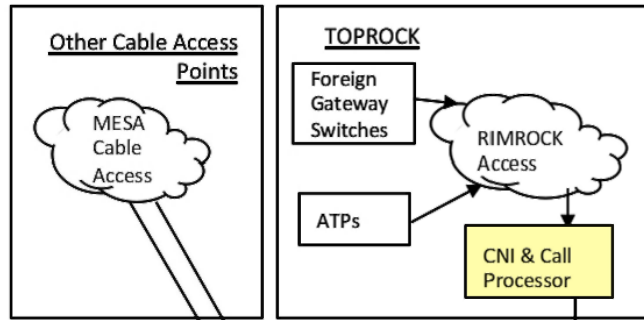 Other Cable Access
Points
MESA
Cable
Access
TOPROCK
Foreign
Gateway
Switches
RIMROCK
Access
ATPs
CNI & Call
Processor